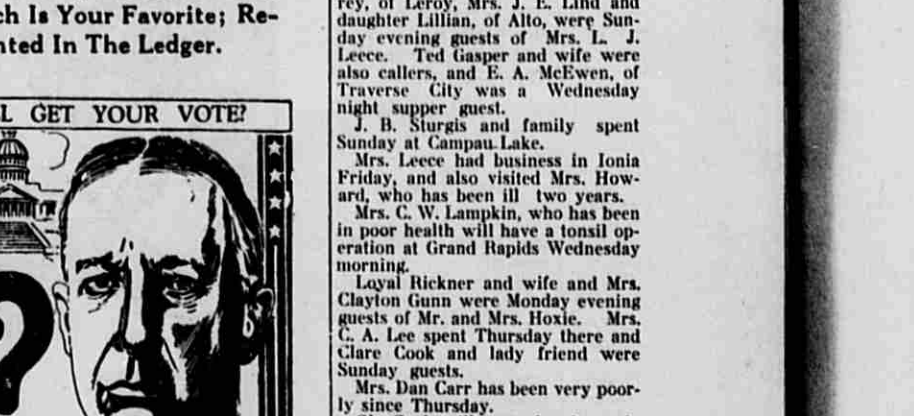 ch Is Your Favorite; Re-
nted In The Ledger.
L GET YOUR VOTE?
rey, of Leroy, Mrs. J. E. Lind and
daughter Lillian, of Alto, were Sun-
day evening guests of Mrs. L. J.
Leece. Ted Gasper and wife were
also callers, and E. A. McEwen, of
Traverse City was a Wednesday
night supper guest.
J. B. Sturgis and family spent
Sunday at Campau Lake.
Mrs. Leece had business in Ionia
Friday, and also visited Mrs. How-
ard, who has been ill two years.
Mrs. C. W. Lampkin, who has been
in poor health will have a tonsil op-
eration at Grand Rapids Wednesday
morning.
Loyal Rickner and wife and Mrs.
Clayton Gunn were Monday evening
guests of Mr. and Mrs. Hoxie. Mrs.
C. A. Lee spent Thursday there and
Clare Cook and lady friend were
Sunday guests.
Mrs. Dan Carr has been very poor-
ly since Thursday.